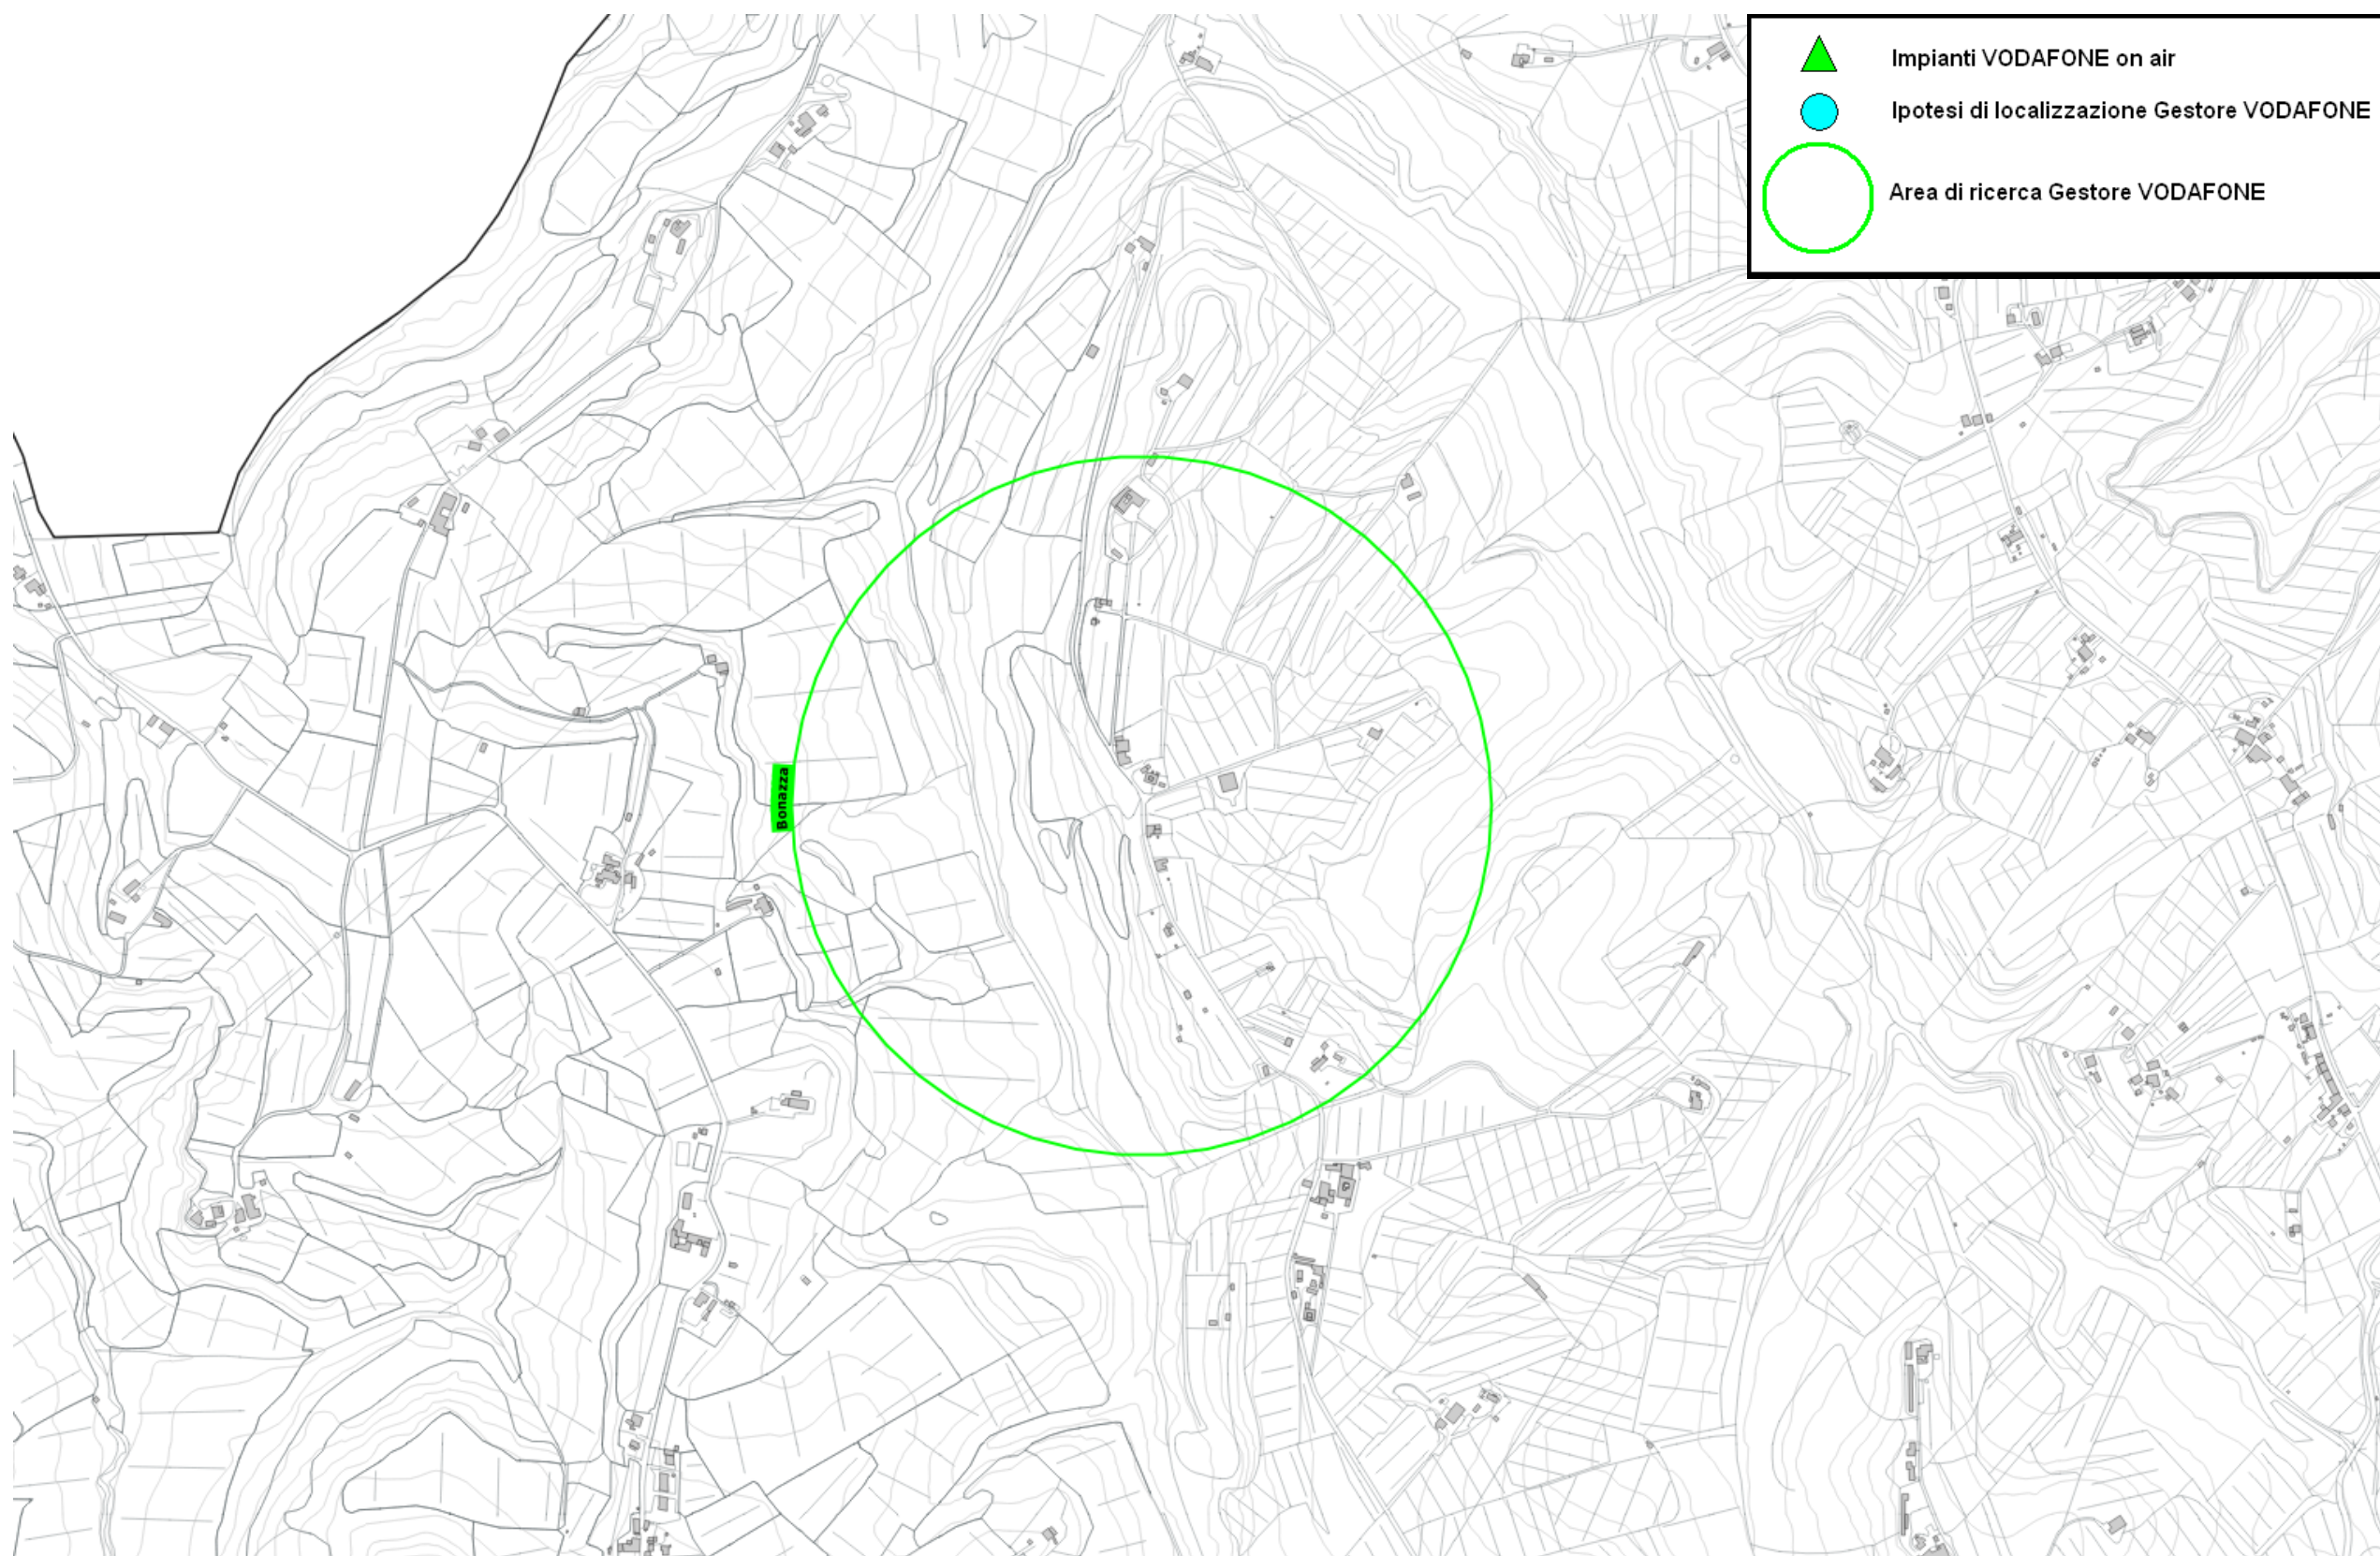 Impianti VODAFONE on air
Ipotesi di localizzazione Gestore VODAFONE
Area di ricerca Gestore VODAFONE
Bonazza